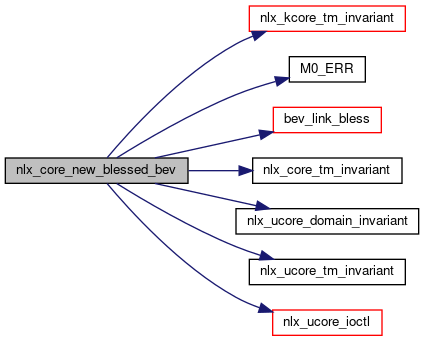 nlx_kcore_tm_invariant
M0_ERR
bev_link_bless
nlx_core_new_blessed_bev
nlx_core_tm_invariant
nlx_ucore_domain_invariant
nlx_ucore_tm_invariant
nlx_ucore_ioctl